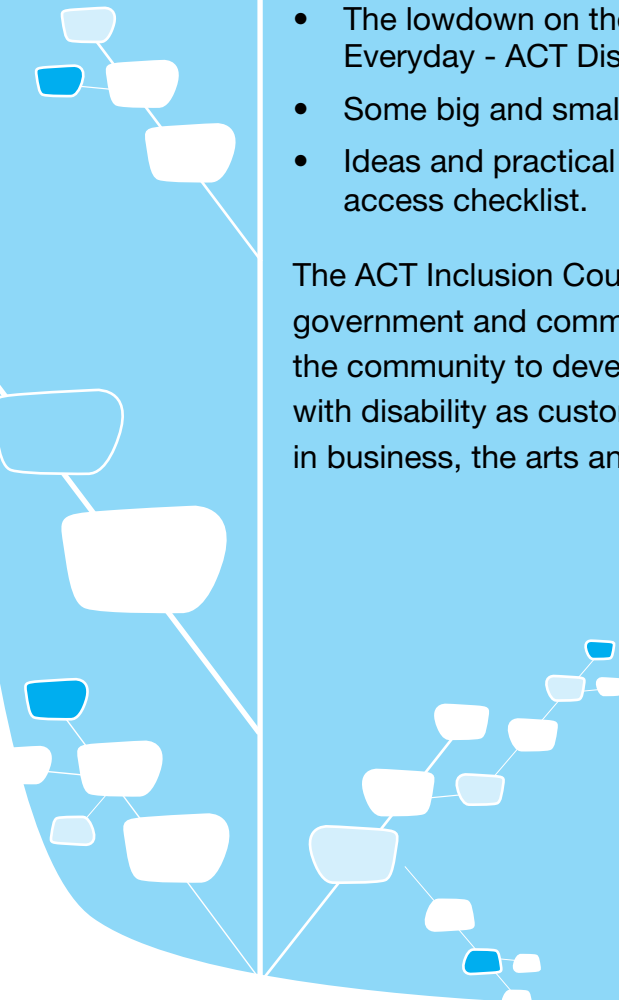 • The lowdown on the
Everyday - ACT Dis
• Some big and smal
• Ideas and practical
access checklist.
The ACT Inclusion Cou
government and comm
the community to deve
with disability as custo
in business, the arts an